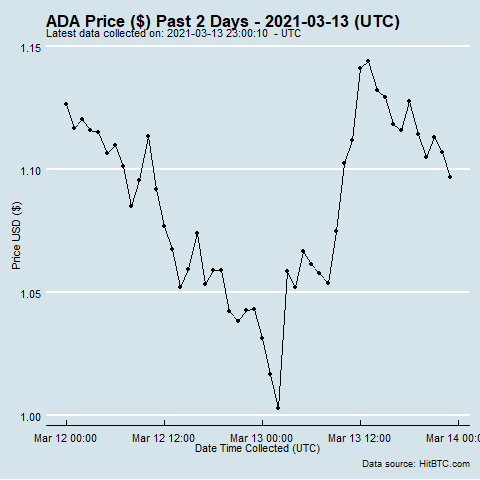 ADA Price ($) Past 2 Days - 2021-03-13 (UTC)
Latest data collected on: 2021-03-13 23:00:10 - UTC
1.15
1.10
1.05
1.00
Price USD ($)
Mar 12 00:00 Mar 12 12:00 Mar 13 00:00 Mar 13 12:00 Mar 14 00:0
Date Time Collected (UTC)
Data source: HitBTC.com